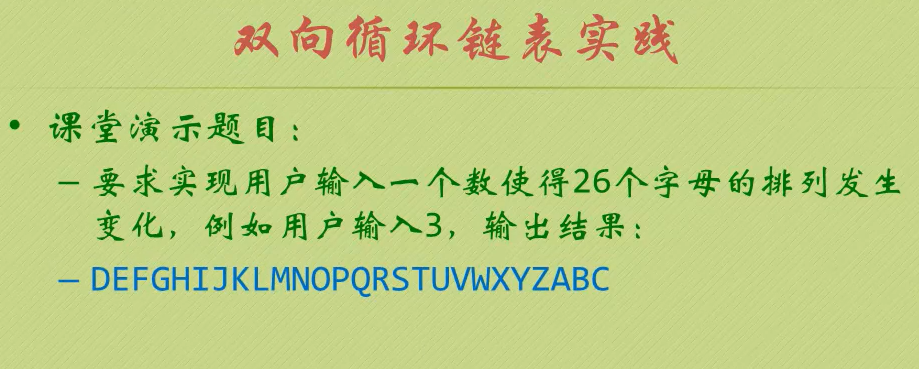 双向循环链表实践
• 课堂演示题目：
– 要求实现用户输入一个数使得26个字母的排列发生
变化，例如用户输入3，输出结果：
– DEFGHIJKLMNOPQRSTUVWXYZABC